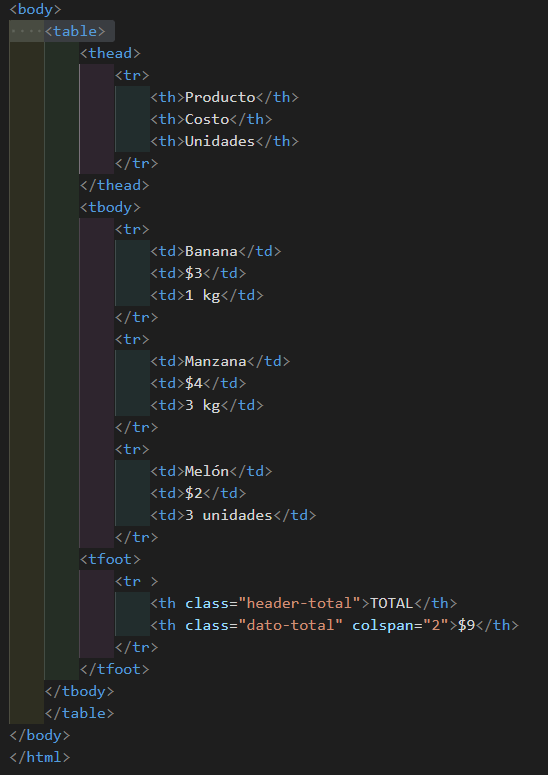 <body>
<table>
<thead>
<tr>
<th>Producto</th>
<th>Costo</th>
<th>Unidades</th>
</tr>
</thead>
<tbody>
<tr>
<td>Banana</td>
<td>$3</td>
<td>1 kg</td>
</tr>
<tr>
<td>Manzana</td>
<td>$4</td>
<td>3 kg</td>
</tr>
<tr>
<td>Melón</td>
<td>$2</td>
<td>3 unidades</td>
</tr>
<tfoot>
<tr >
<th class="header-total">TOTAL</th>
<th class="dato-total" colspan="2">$9</th>
</tr>
</tfoot>
</tbody>
</table>
</body>
</html>